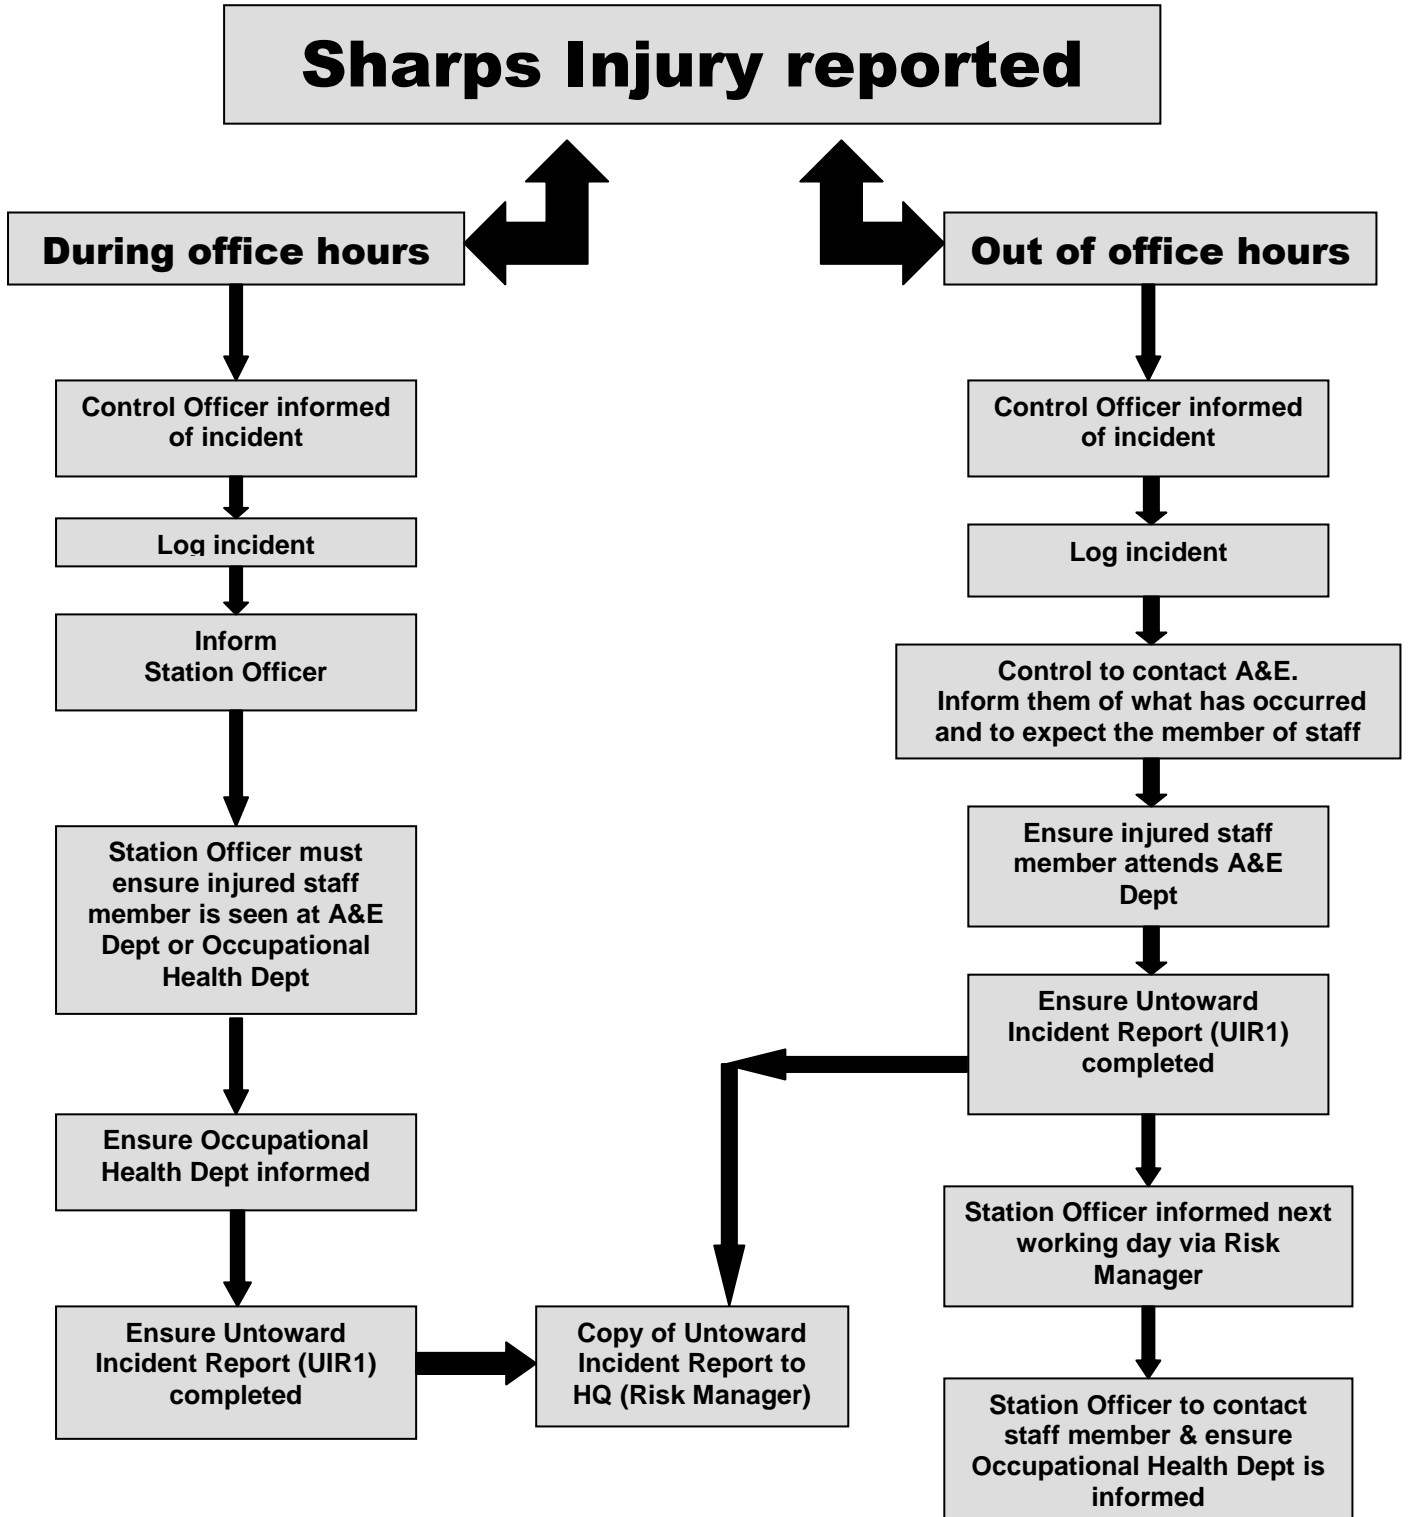 Sharps Injury reported
During office hours
Control Officer informed
of incident
Log incident
Inform
Station Officer
Station Officer must
ensure injured staff
member is seen at A&E
Dept or Occupational
Health Dept
Ensure Occupational
Health Dept informed
Ensure Untoward
Incident Report (UIR1)
completed
Copy of Untoward
Incident Report to
HQ (Risk Manager)
Out of office hours
Control Officer informed
of incident
Log incident
Control to contact A&E.
Inform them of what has occurred
and to expect the member of staff
Ensure injured staff
member attends A&E
Dept
Ensure Untoward
Incident Report (UIR1)
completed
Station Officer informed next
working day via Risk
Manager
Station Officer to contact
staff member & ensure
Occupational Health Dept is
informed